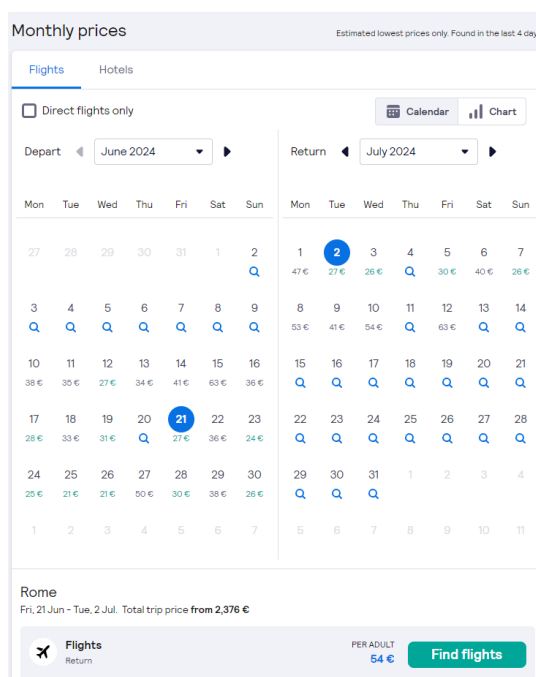 Monthly prices
Estimated lowest prices only. Found in the last 4 day
Flights Hotels
Direct flights only
Calendar Chart
Depart June 2024
Return July 2024
Mon Tue Wed Thu Fri Sat Sun
Mon Tue Wed Thu Fri Sat Sun
27 28 29 30 31 1 2
1 2 3 4 5 6 7
47 € 27 € 26 € 30 € 40 € 26 €
3 4 5 6 7 8 9
8 9 10 11 12 13 14
53 € 41 € 54 € 63 €
10 11 12 13 14 15 16
38 € 35 € 27 € 34 € 41 € 63 € 36 €
15 16 17 18 19 20 21
17 18 19 20 21 22 23
28 € 33 € 31 € 27 € 36 € 24 €
22 23 24 25 26 27 28
24 25 26 27 28 29 30
25 € 21 € 21 € 50 € 30 € 38 € 26 €
29 30 31 1 2 3 4
1 2 3 4 5 6 7
5 6 7 8 9 10 11
Rome
Fri, 21 Jun - Tue, 2 Jul. Total trip price from 2,376 €
Flights
Return
PER ADULT
54 €
Find flights